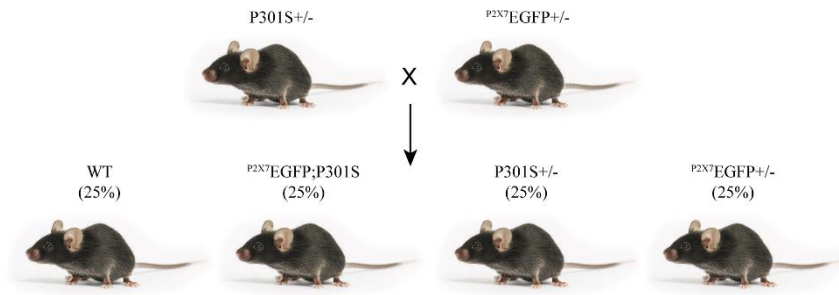 P301S+/-
P2X7EGFP+/-
X
WT
(25%)
P2X7EGFP;P301S
(25%)
P301S+/-
(25%)
P2X7EGFP+/-
(25%)